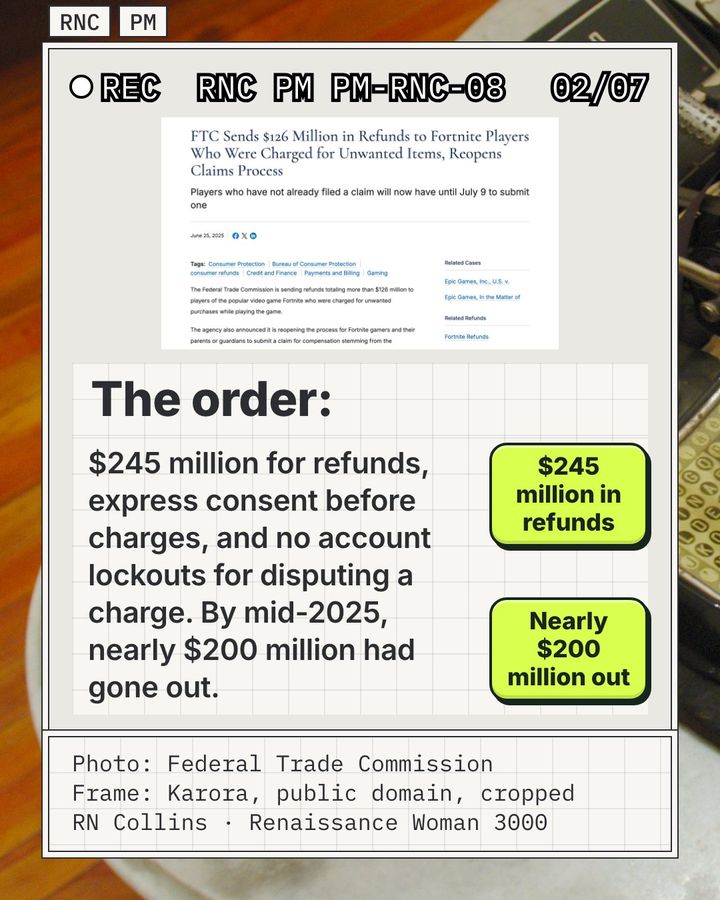 RNC PM
REC RNC PM PM-RNC-08 02/07
FTC Sends $126 Million in Refunds to Fortnite Players
Who Were Charged for Unwanted Items, Reopens
Claims Process
Players who have not already filed a claim will now have until July 9 to submit
one
June 25, 2025
Tags: Consumer Protection Bureau of Consumer Protection
consumer refunds Credit and Finance Payments and Billing Gaming
The Federal Trade Commission is sending refunds totaling more than $126 million to
players of the popular video game Fortnite who were charged for unwanted
purchases while playing the game.
The agency also announced it is reopening the process for Fortnite gamers and their
parents or guardians to submit a claim for compensation stemming from the
Related Cases
Epic Games, Inc., U.S. v.
Epic Games, In the Matter of
Related Refunds
Fortnite Refunds
The order:
$245 million for refunds,
express consent before
charges, and no account
lockouts for disputing a
charge. By mid-2025,
nearly $200 million had
gone out.
$245
million in
refunds
Nearly
$200
million out
Photo: Federal Trade Commission
Frame: Karora, public domain, cropped
RN Collins · Renaissance Woman 3000